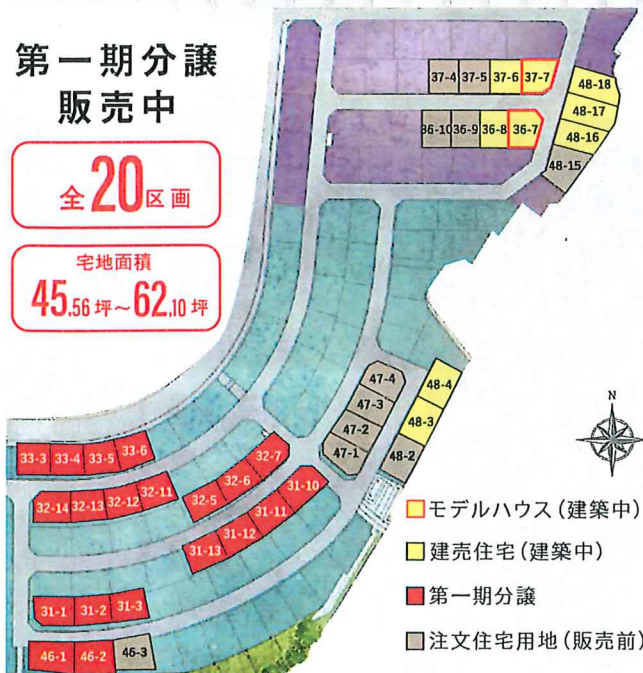 第一期分譲
販売中
全20区画
宅地面積
45.56坪～62.10坪
37-4 37-5 37-6 37-7
36-10 36-9 36-8 36-7
48-18
48-17
48-16
48-15
47-4
47-3
47-2
47-1
48-4
48-3
48-2
33-3 33-4 33-5 33-6
32-14 32-13 32-12 32-11
32-5 32-6 32-7
31-13 31-12 31-11 31-10
31-1 31-2 31-3
46-1 46-2 46-3
N
モデルハウス(建築中)
建売住宅(建築中)
第一期分譲
注文住宅用地(販売前)